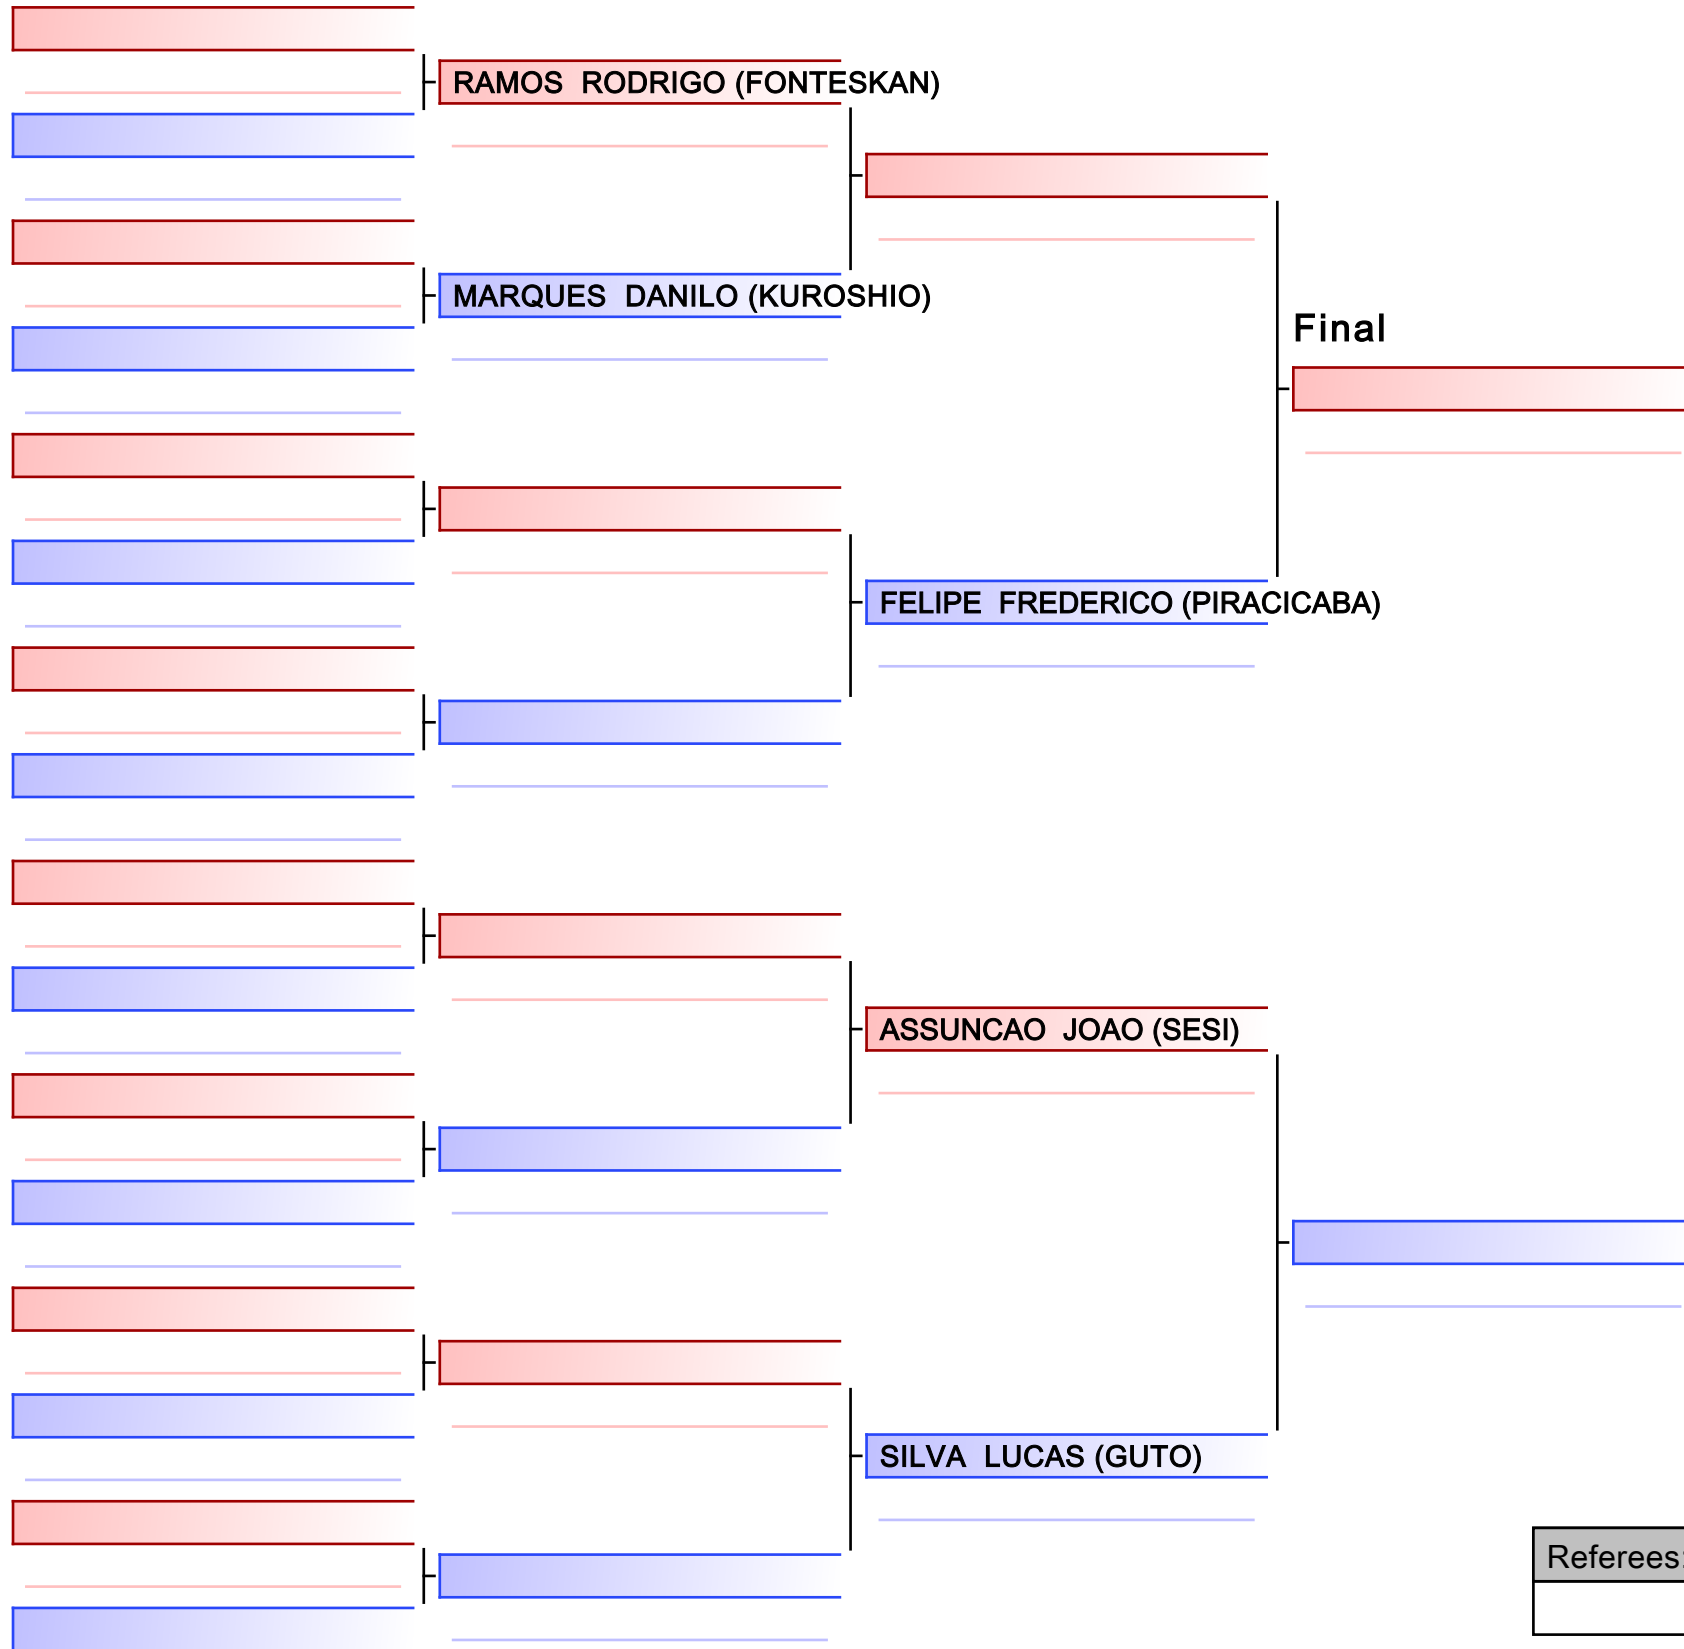 RAMOS  RODRIGO (FONTESKAN)
MARQUES  DANILO (KUROSHIO)
Final
FELIPE  FREDERICO (PIRACICABA)
ASSUNCAO  JOAO (SESI)
SILVA  LUCAS (GUTO)
Referees: